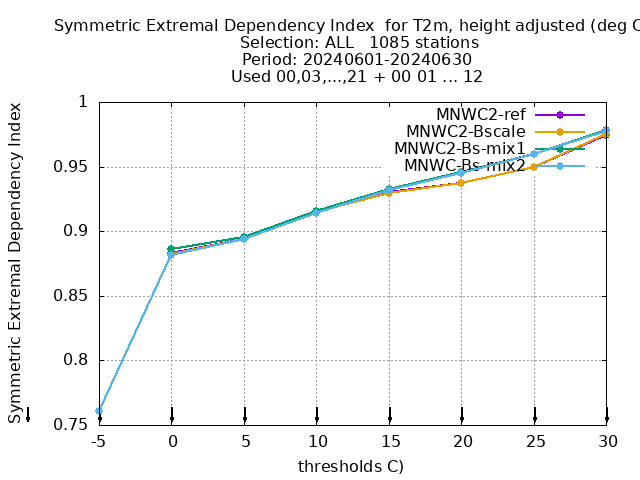 Symmetric Extremal Dependency Index for T2m, height adjusted (deg C
Selection: ALL 1085 stations
Period: 20240601-20240630
Used 00,03,...,21 + 00 01 ... 12
Symmetric Extremal Dependency Index
MNWC2-ref
MNWC2-Bscale
MNWC2-Bs-mix1
MNWC-Bs-mix2
1
0.95
0.9
0.85
0.8
0.75
-5 0 5 10 15 20 25 30
thresholds C)